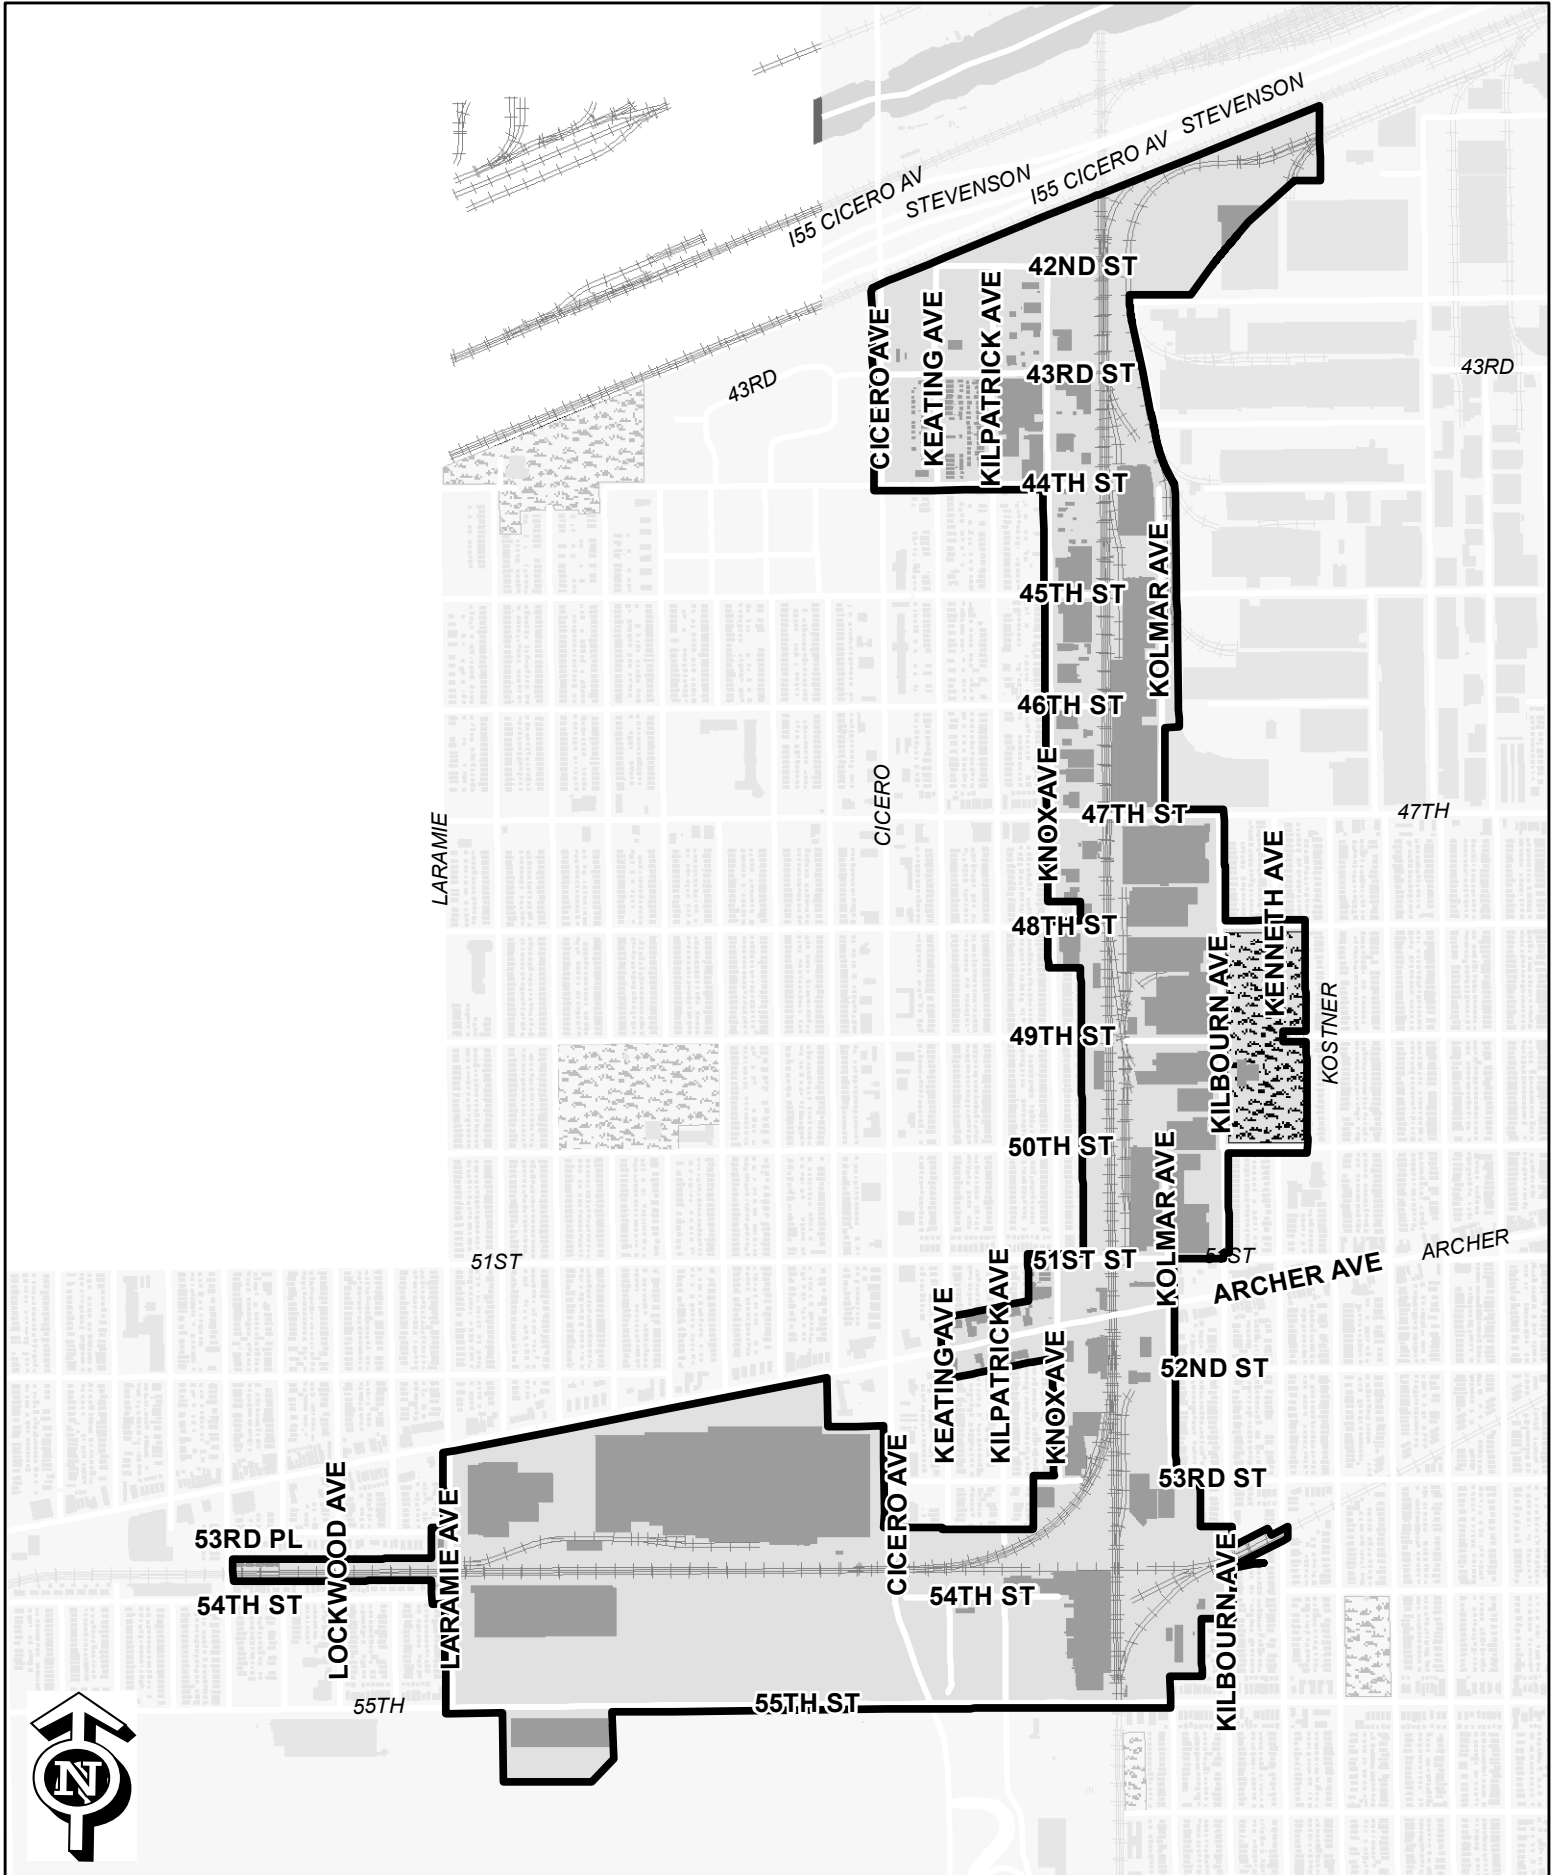 STEVENSON
I55 CICERO AV
I55 CICERO AV
STEVENSON
42ND ST
CICERO AVE
KEATING AVE
KILPATRICK AVE
43RD
43RD ST
43RD
44TH ST
KOLMAR AVE
45TH ST
46TH ST
KNOX AVE
CICERO
LARAMIE
47TH ST
47TH
KENNETH AVE
48TH ST
KILBOURN AVE
KOSTNER
49TH ST
50TH ST
KOLMAR AVE
51ST
51ST ST
51ST
ARCHER AVE
ARCHER
KEATING AVE
KILPATRICK AVE
KNOX AVE
52ND ST
53RD ST
CICERO AVE
LOCKWOOD AVE
LARAMIE AVE
53RD PL
54TH ST
54TH ST
KILBOURN AVE
55TH
55TH ST
N